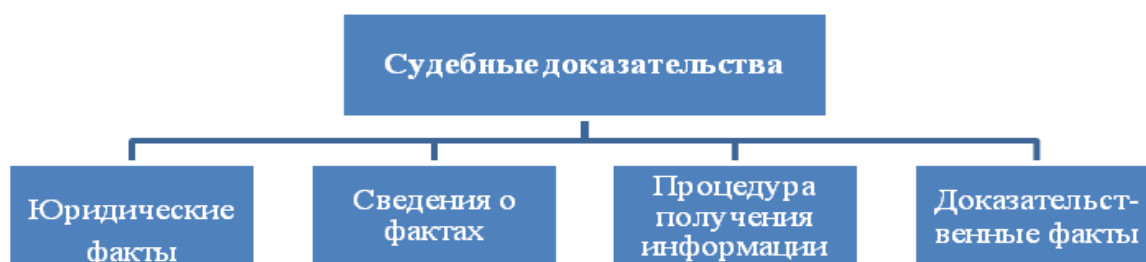 Судебные доказательства
Юридические
факты
Сведения о
фактах
Процедура
получения
информации
Доказательст-
венные факты